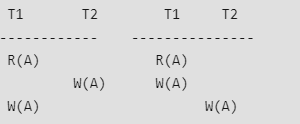 T1 T2 T1 T2
------------ --------------
R(A) R(A)
W(A) W(A)
W(A) W(A)